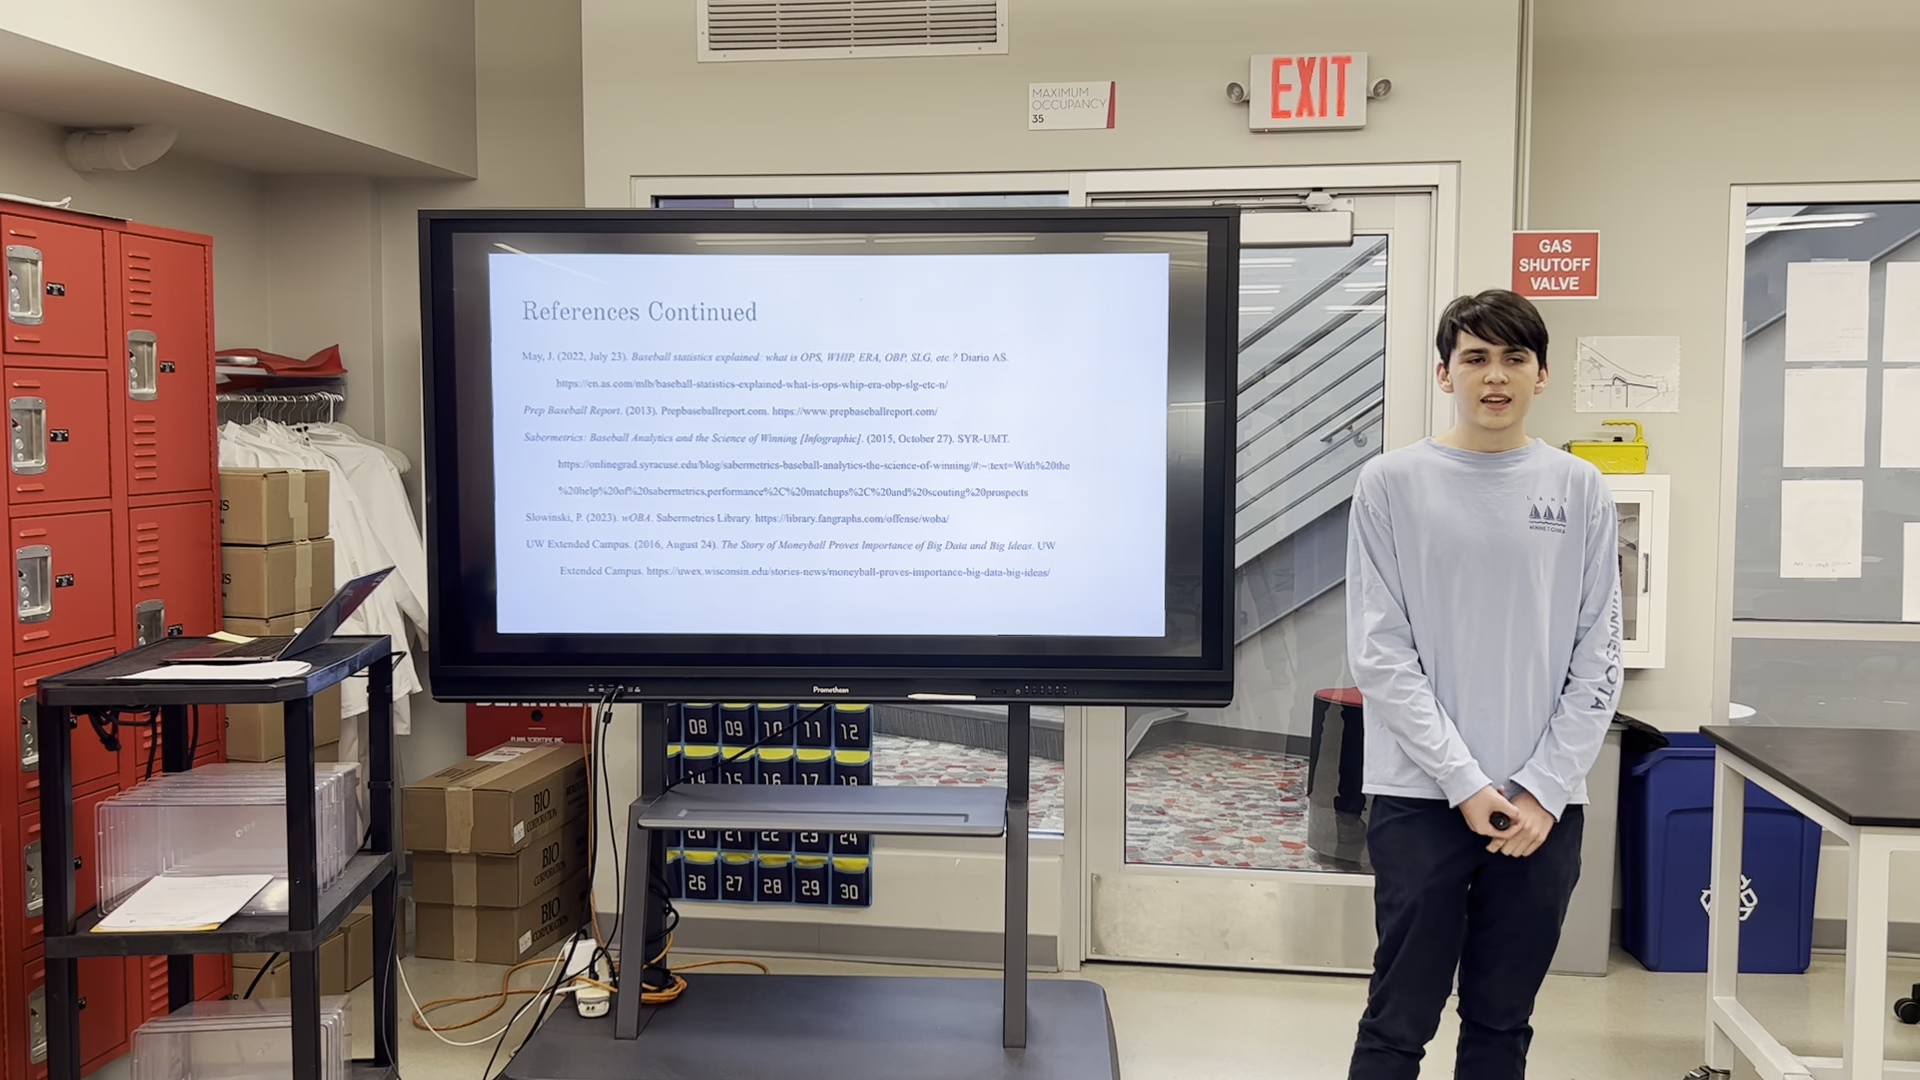 EXIT
MAXIMUM
OCCUPANCY
35
GAS
SHUTOFF
VALVE
References Continued
May, J. (2022, July 23). Baseball statistics explained: what is OPS, WHIP, ERA, OBP, SLG, etc.? Diario AS.
https://en.as.com/mlb/baseball-statistics-explained-what-is-ops-whip-era-obp-slg-etc-n/
Prep Baseball Report. (2013). Prepbaseballreport.com. https://www.prepbaseballreport.com/
Sabermetrics: Baseball Analytics and the Science of Winning [Infographic]. (2015, October 27). SYR-UMT.
https://onlinegrad.syracuse.edu/blog/sabermetrics-baseball-analytics-the-science-of-winning/#:~:text=With%20the
%20help%20of%20sabermetrics,performance%2C%20matchups%2C%20and%20scouting%20prospects
Slowinski, P. (2023). wOBA. Sabermetrics Library. https://library.fangraphs.com/offense/woba/
UW Extended Campus. (2016, August 24). The Story of Moneyball Proves Importance of Big Data and Big Ideas. UW
Extended Campus. https://uwex.wisconsin.edu/stories-news/moneyball-proves-importance-big-data-big-ideas/
Promethean
LAKE
MINNETONKA
MINNESOTA
08 09 10 11 12
14 15 16 17 18
20 21 22 23 24
26 27 28 29 30
BIO
CORPORATION
BIO
CORPORATION
BIO
CORPORATION